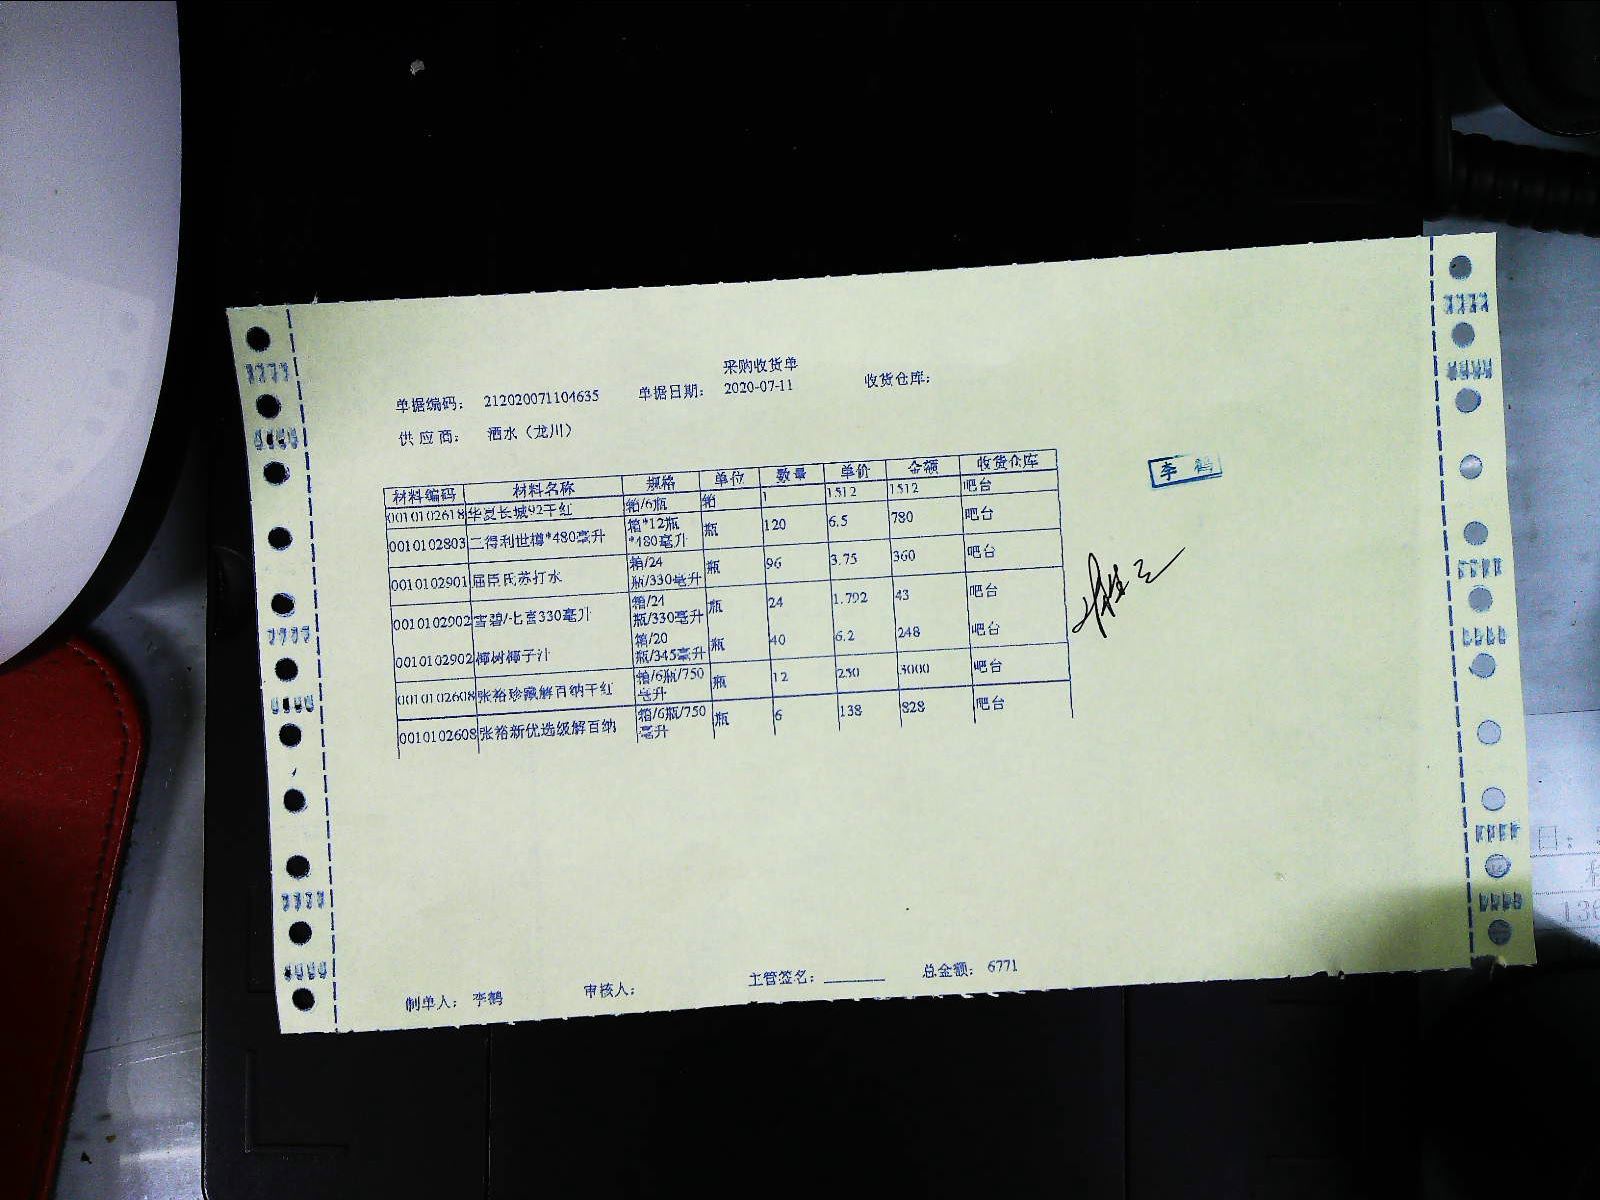 采购收货单
单据编码: 212020071104635 单据日期: 2020-07-11 收货仓库:
供应商: 酒水（龙川）
材料编码 材料名称 规格 单位 数量 单价 金额 收货仓库
0010102618 华夏长城92干红 箱/6瓶 箱 1 1512 1512 吧台
0010102803 二得利世樽*480毫升 箱*12瓶*480毫升 瓶 120 6.5 780 吧台
0010102901 屈臣氏苏打水 箱/24瓶/330毫升 瓶 96 3.75 360 吧台
0010102902 雪碧/七喜330毫升 箱/24瓶/330毫升 瓶 24 1.792 43 吧台
0010102902 椰树椰子汁 箱/20瓶/345毫升 瓶 40 6.2 248 吧台
0010102608 张裕珍藏解百纳干红 箱/6瓶/750毫升 瓶 12 250 3000 吧台
0010102608 张裕新优选级解百纳 箱/6瓶/750毫升 瓶 6 138 828 吧台
李鹤
制单人: 李鹤 审核人: 主管签名: 总金额: 6771